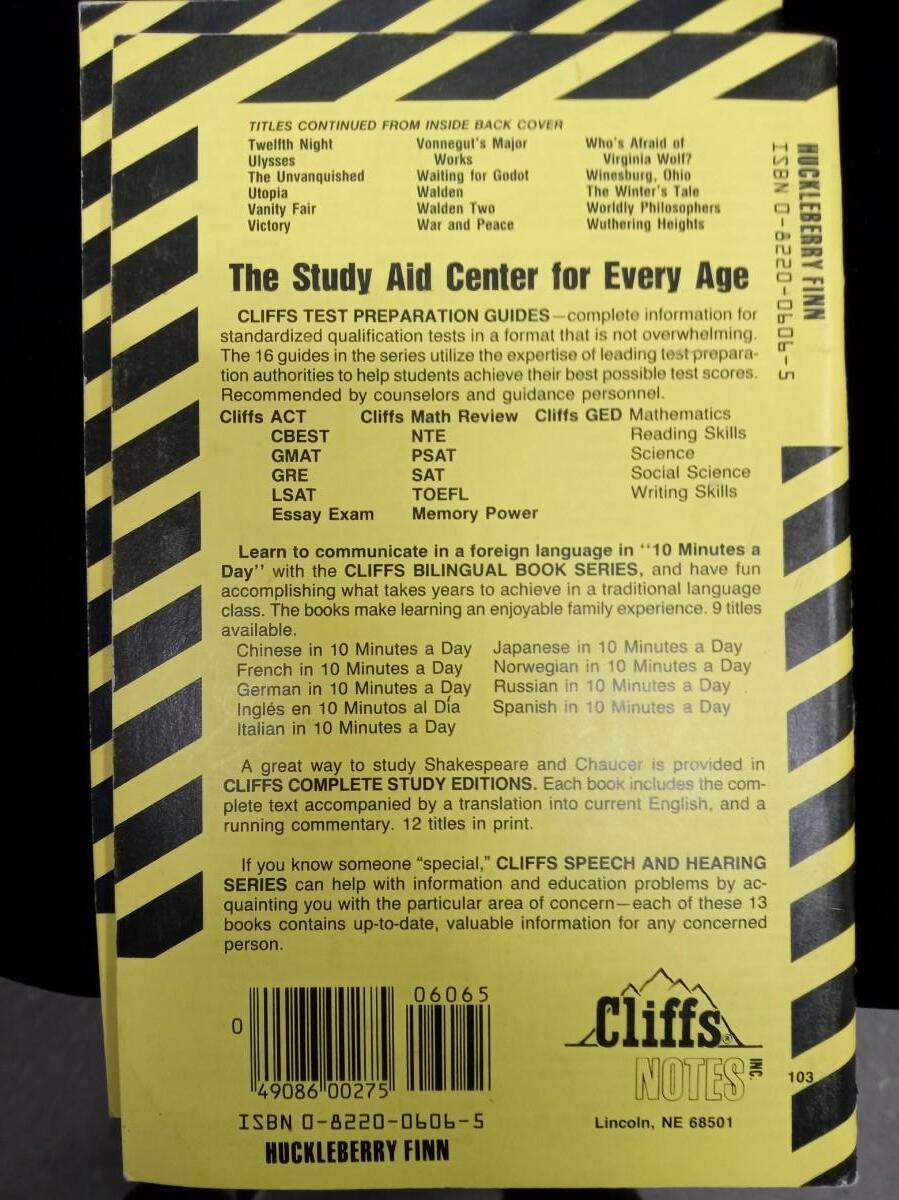 TITLES CONTINUED FROM INSIDE BACK COVER
Twelfth Night
Ulysses
The Unvanquished
Utopia
Vanity Fair
Victory
Vonnegut's Major
Works
Waiting for Godot
Walden
Walden Two
War and Peace
Who's Afraid of
Virginia Wolf?
Winesburg, Ohio
The Winter's Tale
Worldly Philosophers
Wuthering Heights
The Study Aid Center for Every Age
CLIFFS TEST PREPARATION GUIDES—complete information for
standardized qualification tests in a format that is not overwhelming.
The 16 guides in the series utilize the expertise of leading test prepara-
tion authorities to help students achieve their best possible test scores.
Recommended by counselors and guidance personnel.
Cliffs ACT
CBEST
GMAT
GRE
LSAT
Essay Exam
Cliffs Math Review
NTE
PSAT
SAT
TOEFL
Memory Power
Cliffs GED Mathematics
Reading Skills
Science
Social Science
Writing Skills
Learn to communicate in a foreign language in "10 Minutes a
Day" with the CLIFFS BILINGUAL BOOK SERIES, and have fun
accomplishing what takes years to achieve in a traditional language
class. The books make learning an enjoyable family experience. 9 titles
available.
Chinese in 10 Minutes a Day
French in 10 Minutes a Day
German in 10 Minutes a Day
Inglés en 10 Minutos al Día
Italian in 10 Minutes a Day
Japanese in 10 Minutes a Day
Norwegian in 10 Minutes a Day
Russian in 10 Minutes a Day
Spanish in 10 Minutes a Day
A great way to study Shakespeare and Chaucer is provided in
CLIFFS COMPLETE STUDY EDITIONS. Each book includes the com-
plete text accompanied by a translation into current English, and a
running commentary. 12 titles in print.
If you know someone "special," CLIFFS SPEECH AND HEARING
SERIES can help with information and education problems by ac-
quainting you with the particular area of concern—each of these 13
books contains up-to-date, valuable information for any concerned
person.
06065
0
49086 00275
ISBN 0-8220-0606-5
HUCKLEBERRY FINN
Cliffs®
NOTES INC.
Lincoln, NE 68501
103
HUCKLEBERRY FINN
ISBN 0-8220-0606-5